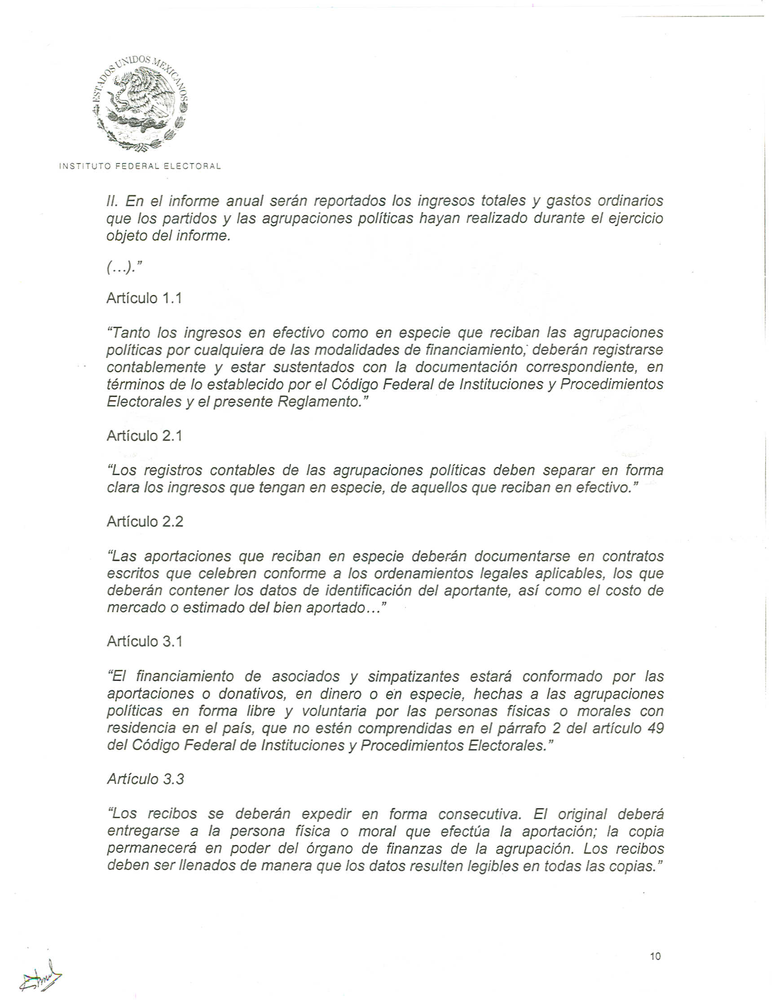 ESTADOS UNIDOS MEXICANOS
INSTITUTO FEDERAL ELECTORAL
II. En el informe anual serán reportados los ingresos totales y gastos ordinarios
que los partidos y las agrupaciones políticas hayan realizado durante el ejercicio
objeto del informe.
(...)."
Artículo 1.1
“Tanto los ingresos en efectivo como en especie que reciban las agrupaciones
políticas por cualquiera de las modalidades de financiamiento, deberán registrarse
contablemente y estar sustentados con la documentación correspondiente, en
términos de lo establecido por el Código Federal de Instituciones y Procedimientos
Electorales y el presente Reglamento.”
Artículo 2.1
“Los registros contables de las agrupaciones políticas deben separar en forma
clara los ingresos que tengan en especie, de aquellos que reciban en efectivo.”
Artículo 2.2
“Las aportaciones que reciban en especie deberán documentarse en contratos
escritos que celebren conforme a los ordenamientos legales aplicables, los que
deberán contener los datos de identificación del aportante, así como el costo de
mercado o estimado del bien aportado...”
Artículo 3.1
“El financiamiento de asociados y simpatizantes estará conformado por las
aportaciones o donativos, en dinero o en especie, hechas a las agrupaciones
políticas en forma libre y voluntaria por las personas físicas o morales con
residencia en el país, que no estén comprendidas en el párrafo 2 del artículo 49
del Código Federal de Instituciones y Procedimientos Electorales.”
Artículo 3.3
“Los recibos se deberán expedir en forma consecutiva. El original deberá
entregarse a la persona física o moral que efectúa la aportación; la copia
permanecerá en poder del órgano de finanzas de la agrupación. Los recibos
deben ser llenados de manera que los datos resulten legibles en todas las copias.”
10